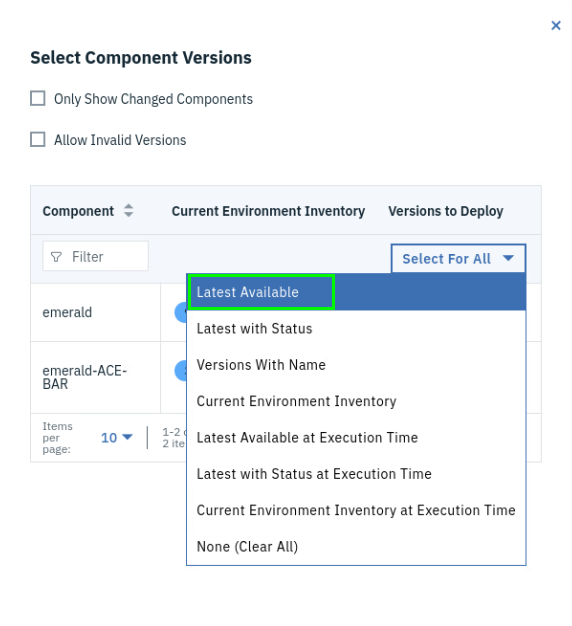 Select Component Versions
Only Show Changed Components
Allow Invalid Versions
Component Current Environment Inventory Versions to Deploy
Filter
Select For All
Latest Available
emerald
Latest with Status
Versions With Name
emerald-ACE-
BAR
Current Environment Inventory
Items
per
page:
10
1-2
2 ite
Latest Available at Execution Time
Latest with Status at Execution Time
Current Environment Inventory at Execution Time
None (Clear All)